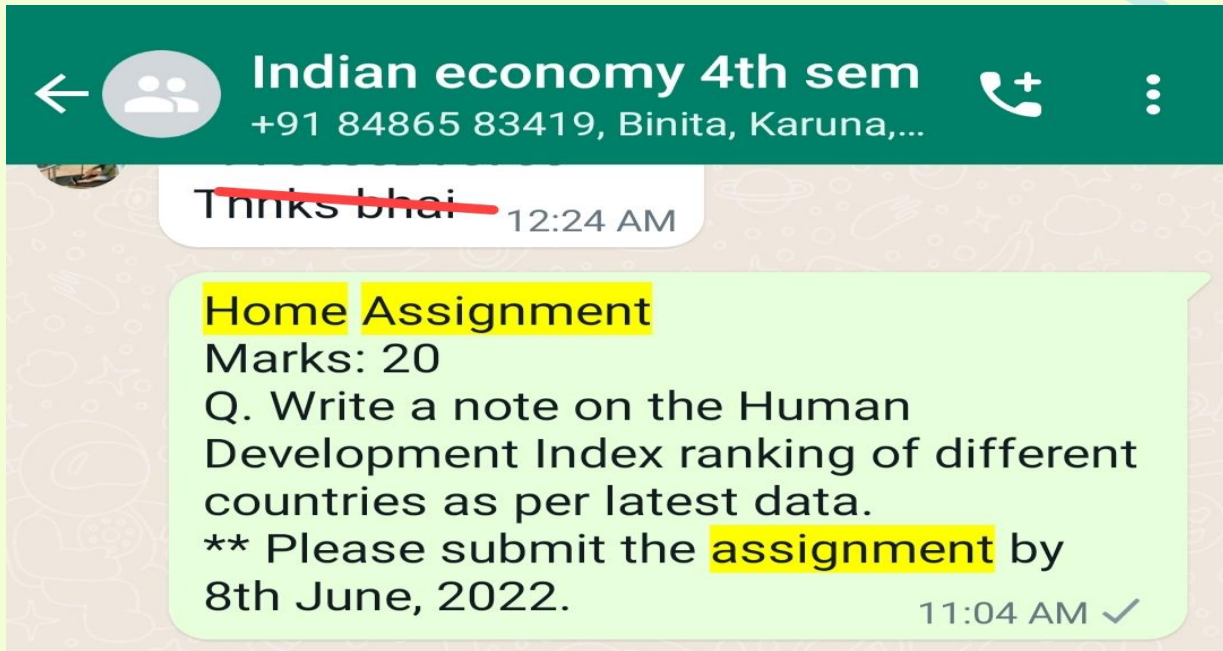 Indian economy 4th sem
+91 84865 83419, Binita, Karuna,...
Thnks bhai 12:24 AM
Home Assignment
Marks: 20
Q. Write a note on the Human
Development Index ranking of different
countries as per latest data.
** Please submit the assignment by
8th June, 2022.
11:04 AM